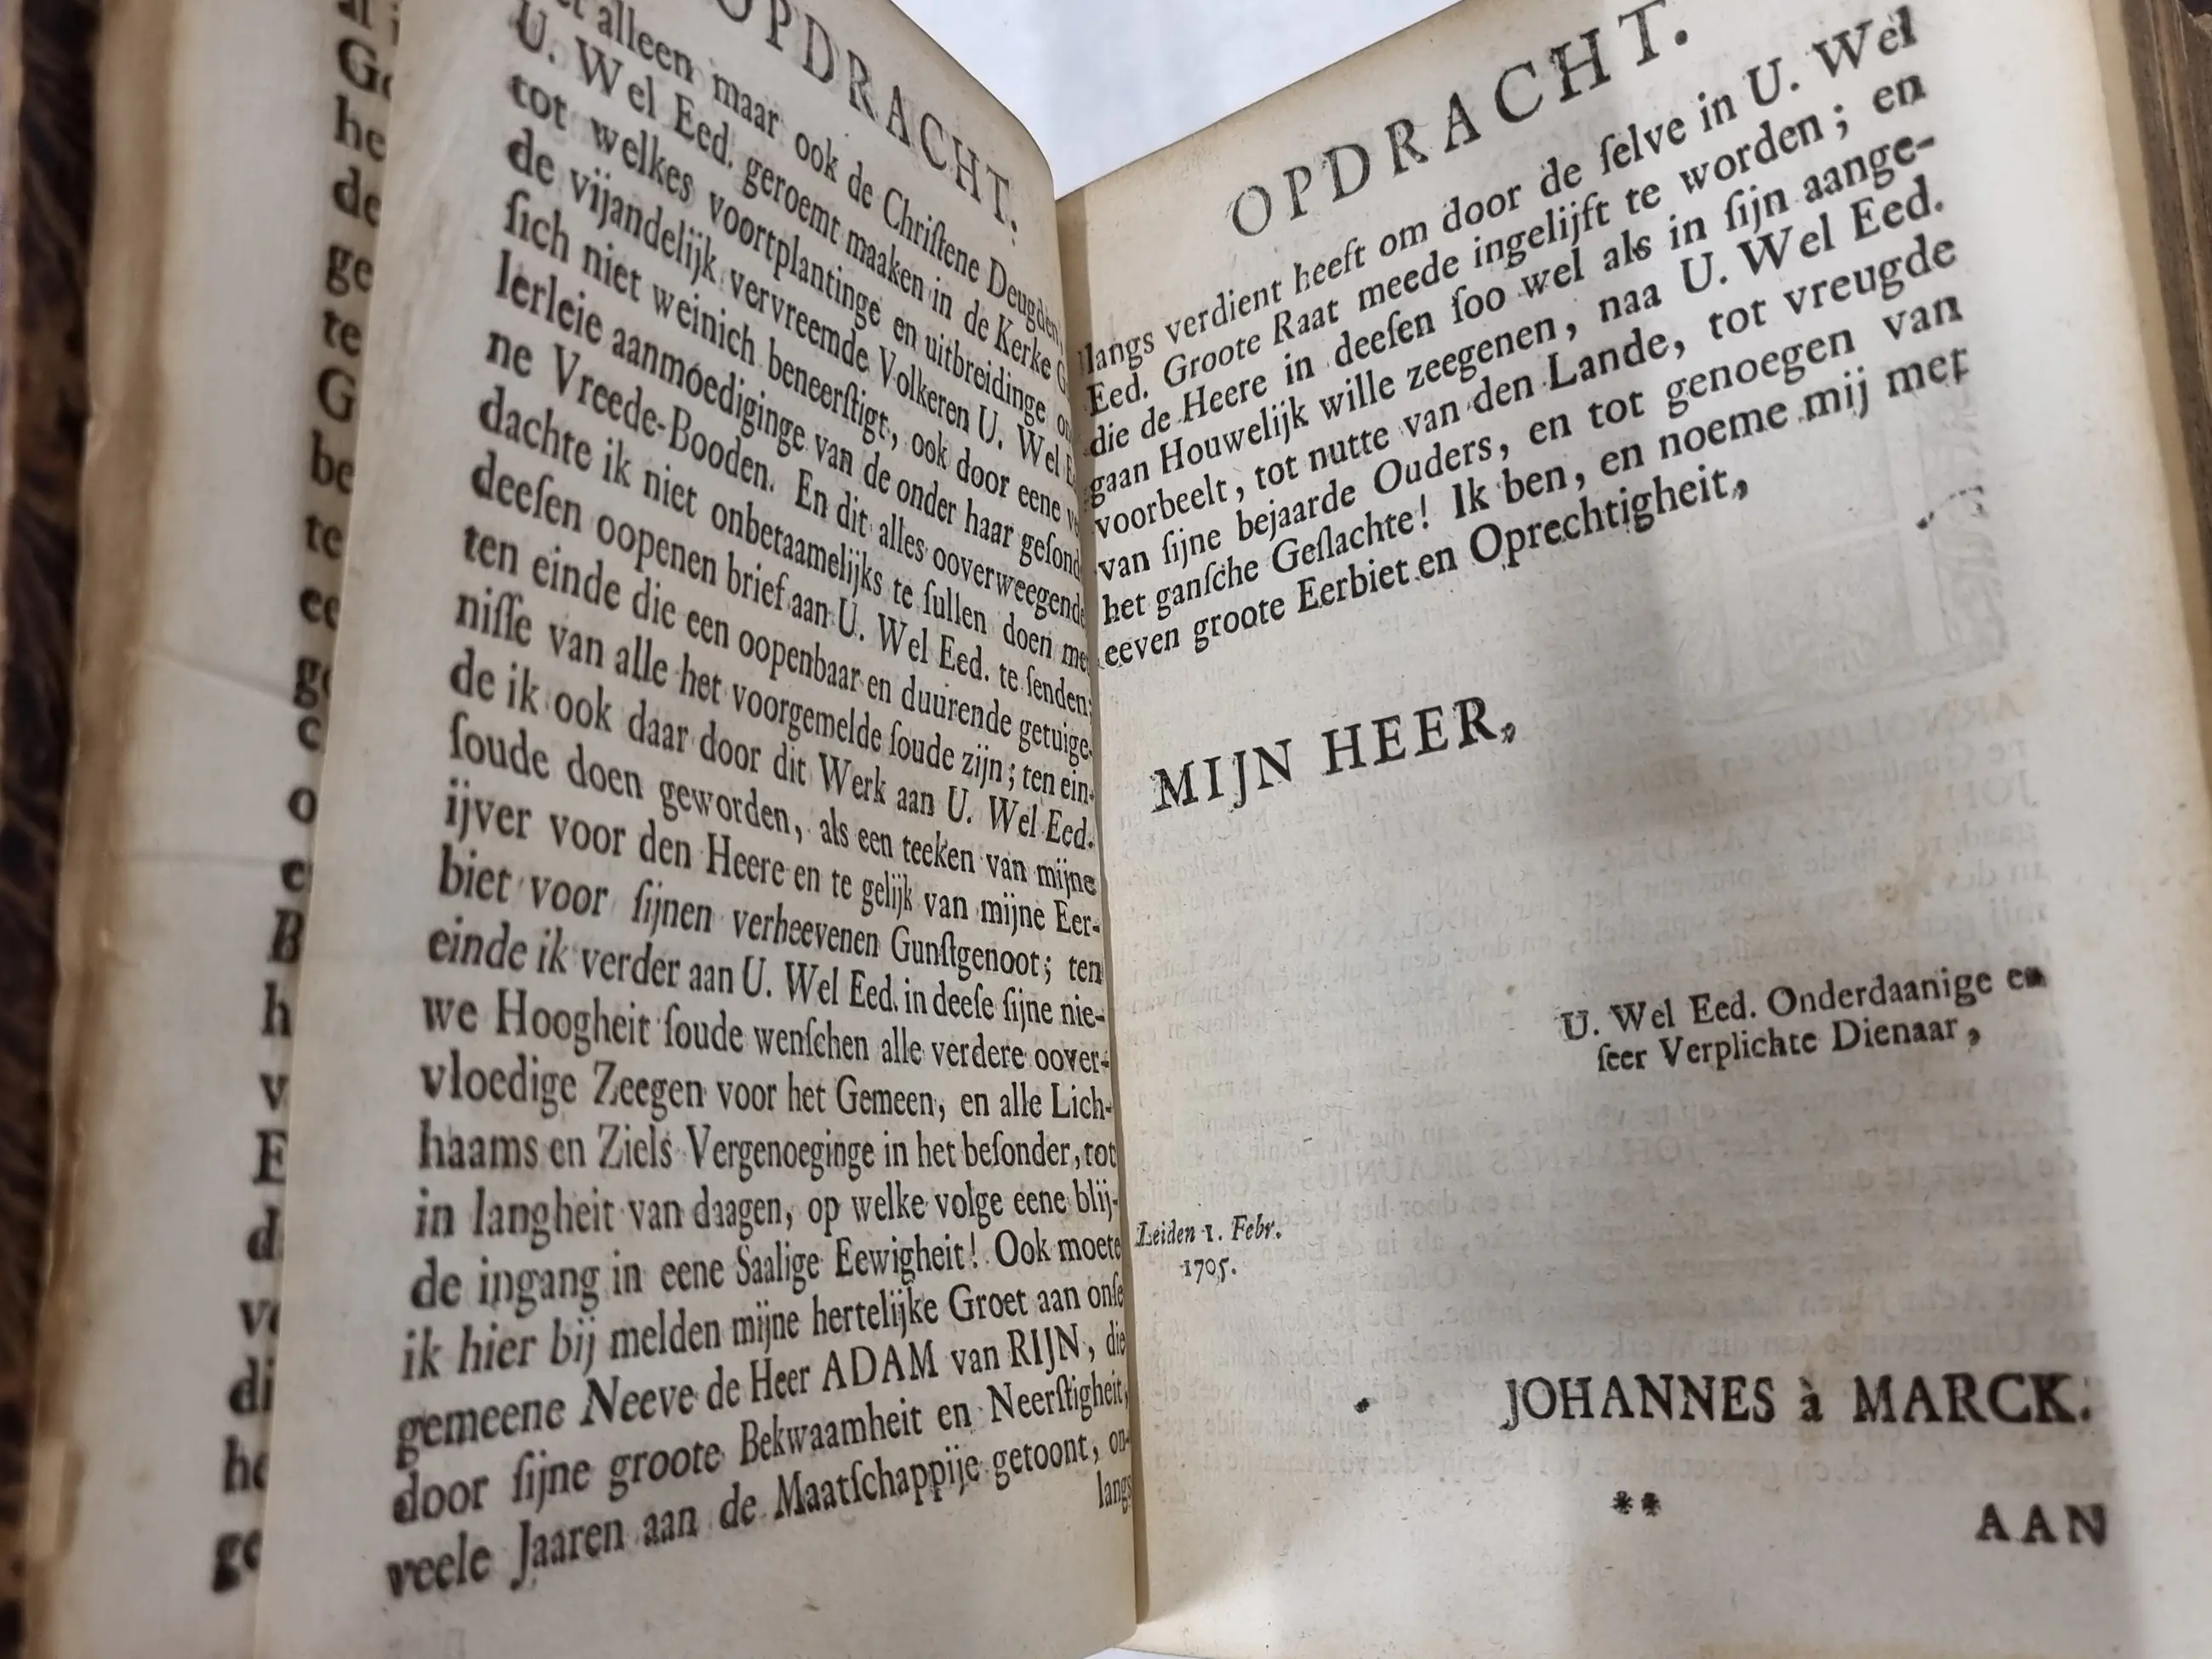 OPDRACHT.
alleen maar ook de Chriſtene Deugden
U. Wel Eed. geroemt maaken in de Kerke
tot welkes voortplantinge en uitbreidinge
de vijandelijk vervreemde Volkeren U. Wel
ſich niet weinich beneerſtigt, ook door eene
lerleie aanmoediginge van de onder haar geſond
ne Vreede-Booden. En dit alles ooverweegende
dachte ik niet onbetaamelijks te ſullen doen me
deeſen oopenen brief aan U. Wel Eed. te ſenden;
ten einde die een oopenbaar en duurende getuige-
niſſe van alle het voorgemelde ſoude zijn; ten ein-
de ik ook daar door dit Werk aan U. Wel Eed.
ſoude doen geworden, als een teeken van mijne
ijver voor den Heere en te gelijk van mijne Eer-
biet voor ſijnen verheevenen Gunſtgenoot; ten
einde ik verder aan U. Wel Eed. in deeſe ſijne nie-
we Hoogheit ſoude wenſchen alle verdere oover-
vloedige Zeegen voor het Gemeen, en alle Lich-
haams en Ziels Vergenoeginge in het beſonder, tot
in langheit van daagen, op welke volge eene blij-
de ingang in eene Saalige Eewigheit! Ook moete
ik hier bij melden mijne hertelijke Groet aan onſe
gemeene Neeve de Heer ADAM van RIJN, die
door ſijne groote Bekwaamheit en Neerſtigheit,
veele Jaaren aan de Maatſchappije getoont, on-
langs
OPDRACHT.
langs verdient heeft om door de ſelve in U. Wel
Eed. Groote Raat meede ingelijft te worden; en
die de Heere in deeſen ſoo wel als in ſijn aange-
gaan Houwelijk wille zeegenen, naa U. Wel Eed.
voorbeelt, tot nutte van den Lande, tot vreugde
van ſijne bejaarde Ouders, en tot genoegen van
het ganſche Geſlachte! Ik ben, en noeme mij met
eeven groote Eerbiet en Oprechtigheit,
MIJN HEER,
U. Wel Eed. Onderdaanige en
ſeer Verplichte Dienaar,
Leiden 1. Febr.
1705.
JOHANNES à MARCK.
**
AAN